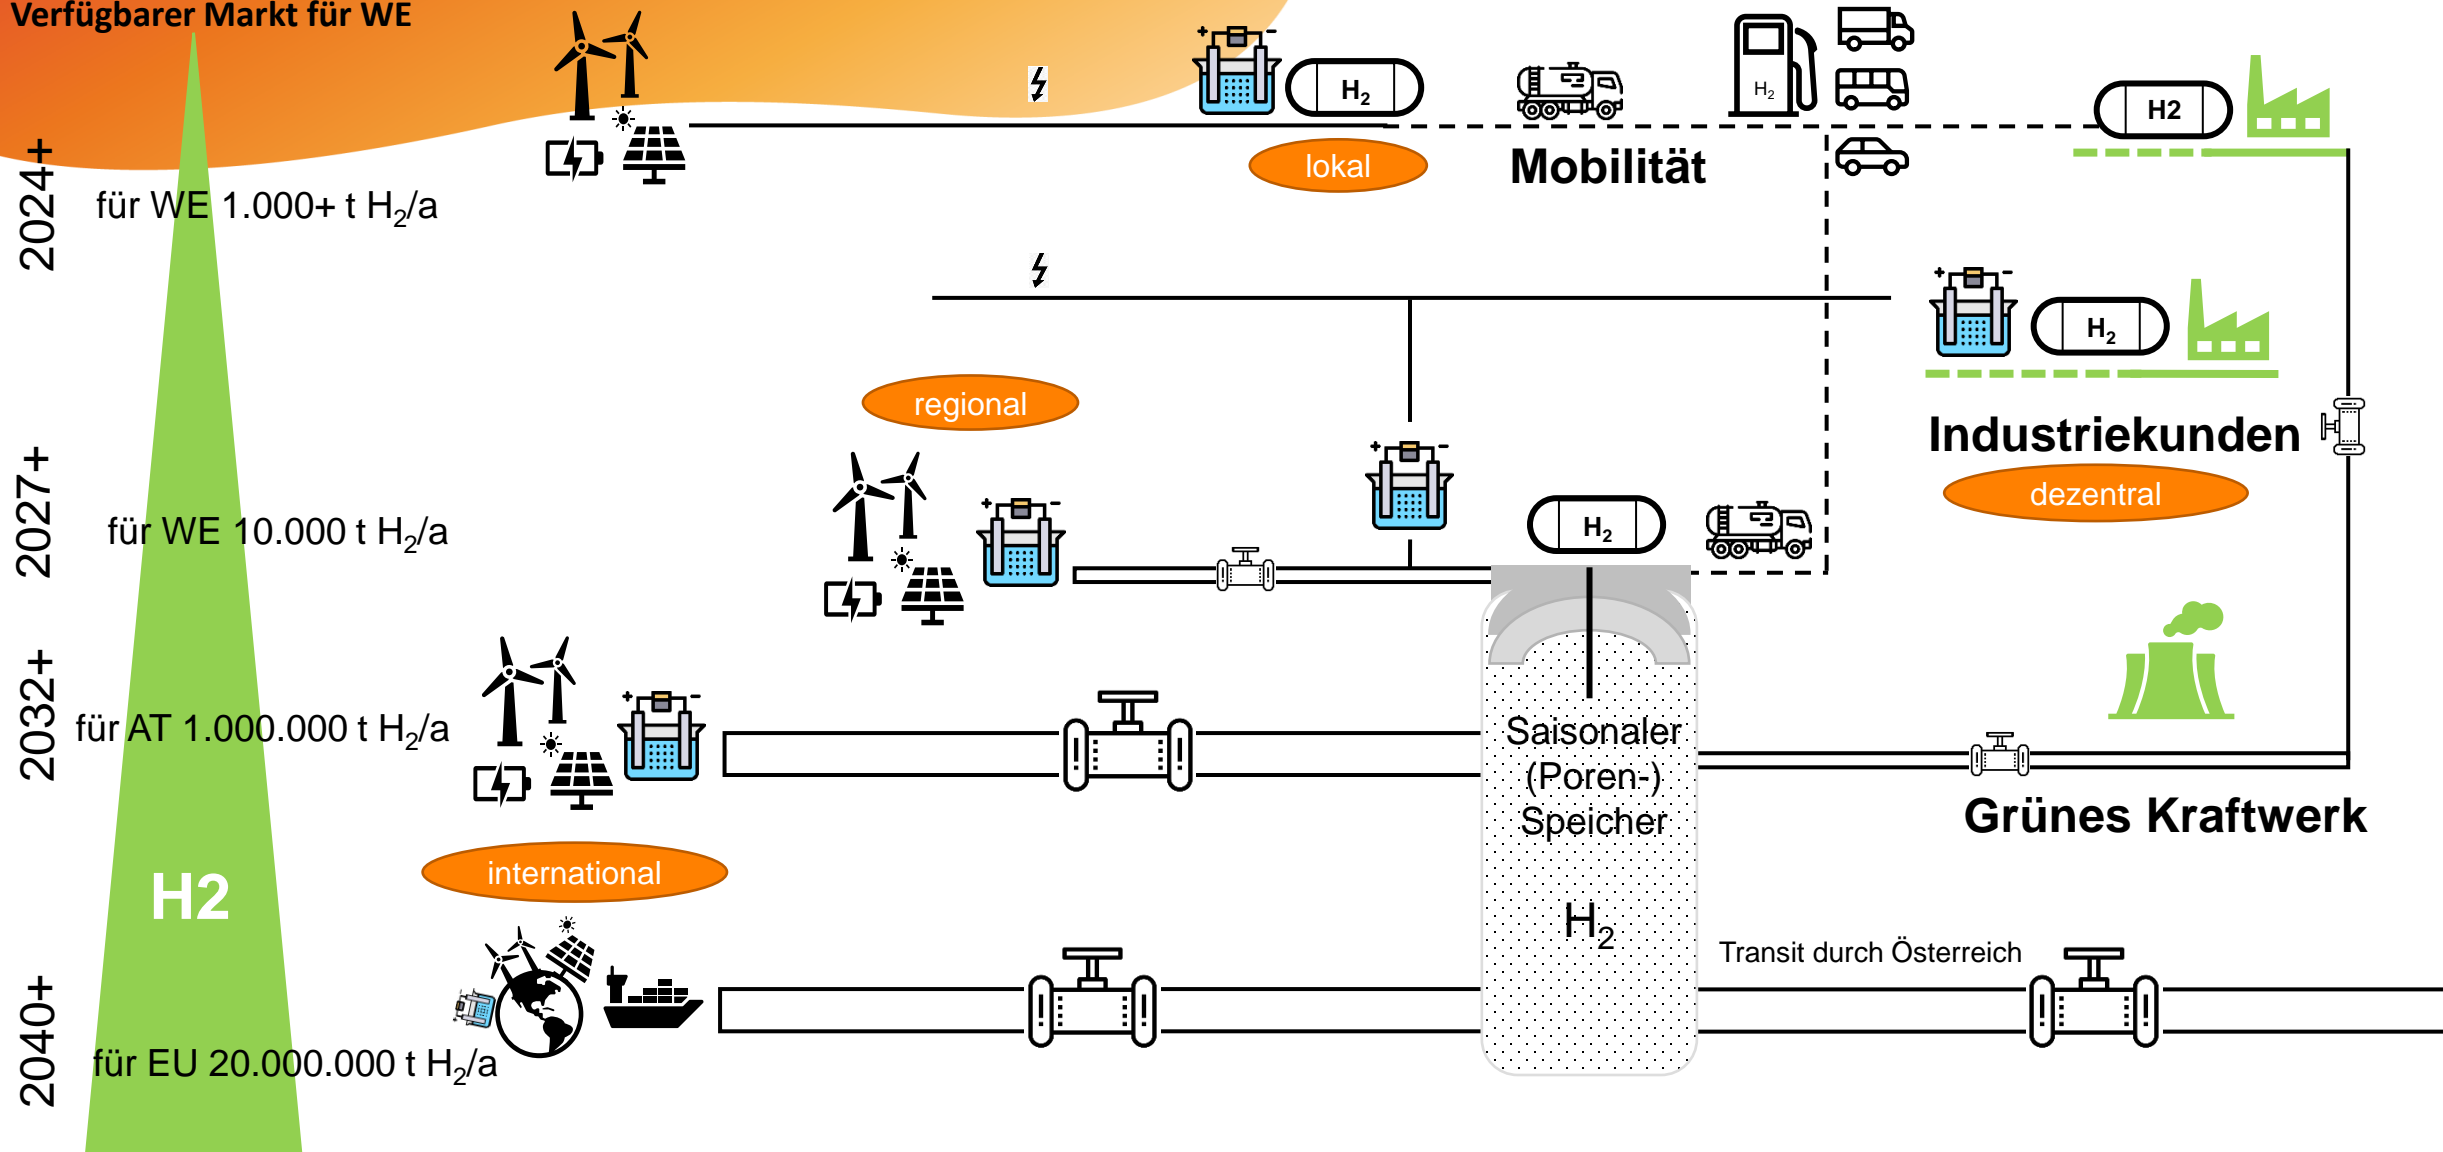 Verfügbarer Markt für WE
2024+
für WE 1.000+ t H₂/a
+ −
H₂
H₂
H2
lokal
Mobilität
+ −
H₂
regional
Industriekunden
dezentral
2027+
für WE 10.000 t H₂/a
+ −
+ −
H₂
2032+
für AT 1.000.000 t H₂/a
+ −
Saisonaler
(Poren-)
Speicher
H₂
Grünes Kraftwerk
international
H2
Transit durch Österreich
2040+
für EU 20.000.000 t H₂/a